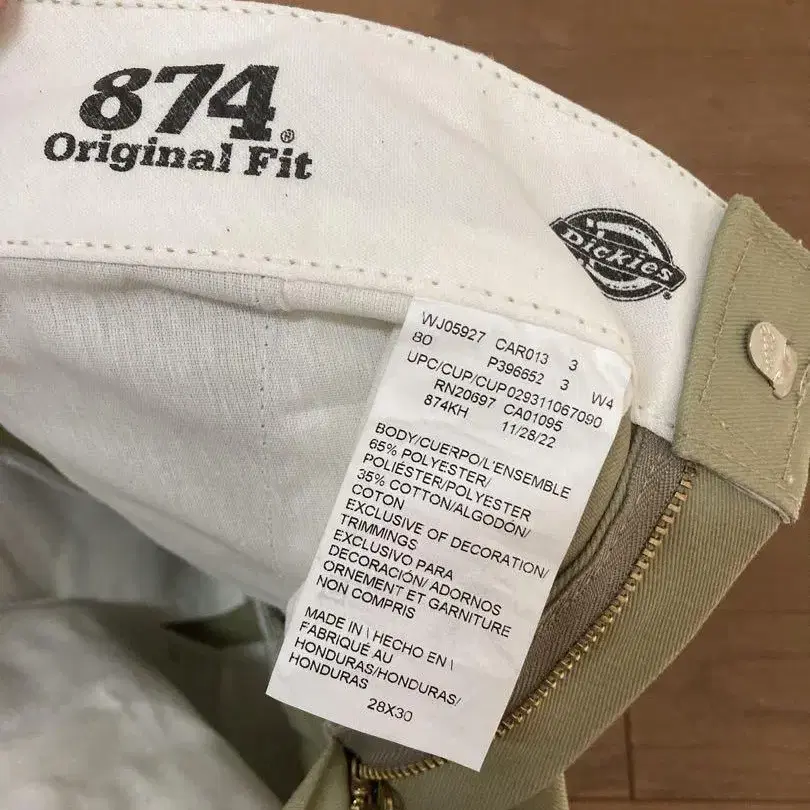 874®
Original Fit
Dickies®
WJ05927 CAR013 3
80 P396652 3 W4
UPC/CUP/CUP029311067090
RN20697 CA01095
874KH 11/28/22
BODY/CUERPO/L'ENSEMBLE
65% POLYESTER/
POLIÉSTER/POLYESTER
35% COTTON/ALGODÓN/
COTON
EXCLUSIVE OF DECORATION/
TRIMMINGS
EXCLUSIVO PARA
DECORACIÓN/ ADORNOS
ORNEMENT ET GARNITURE
NON COMPRIS
MADE IN \ HECHO EN \
FABRIQUÉ AU
HONDURAS/HONDURAS/
HONDURAS
28X30